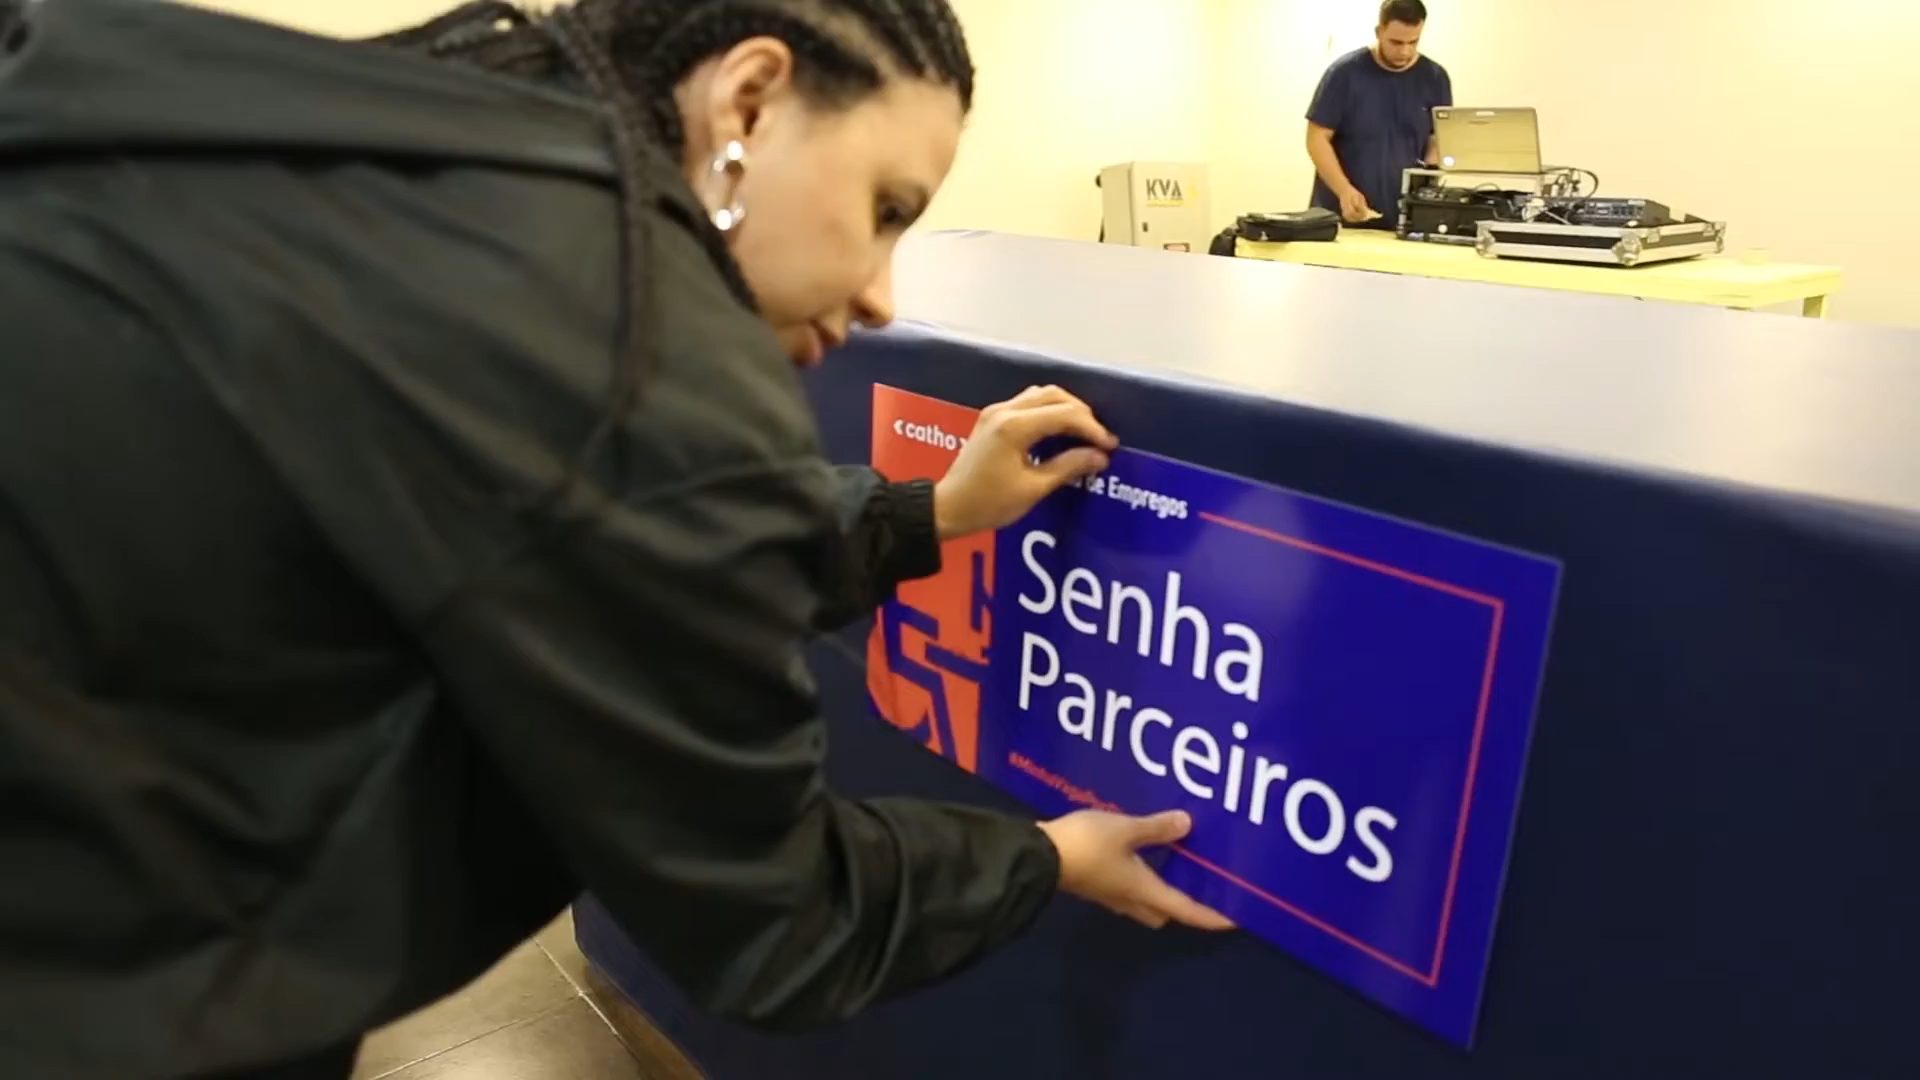 KVA
‹catho›
de Empregos
Senha
Parceiros